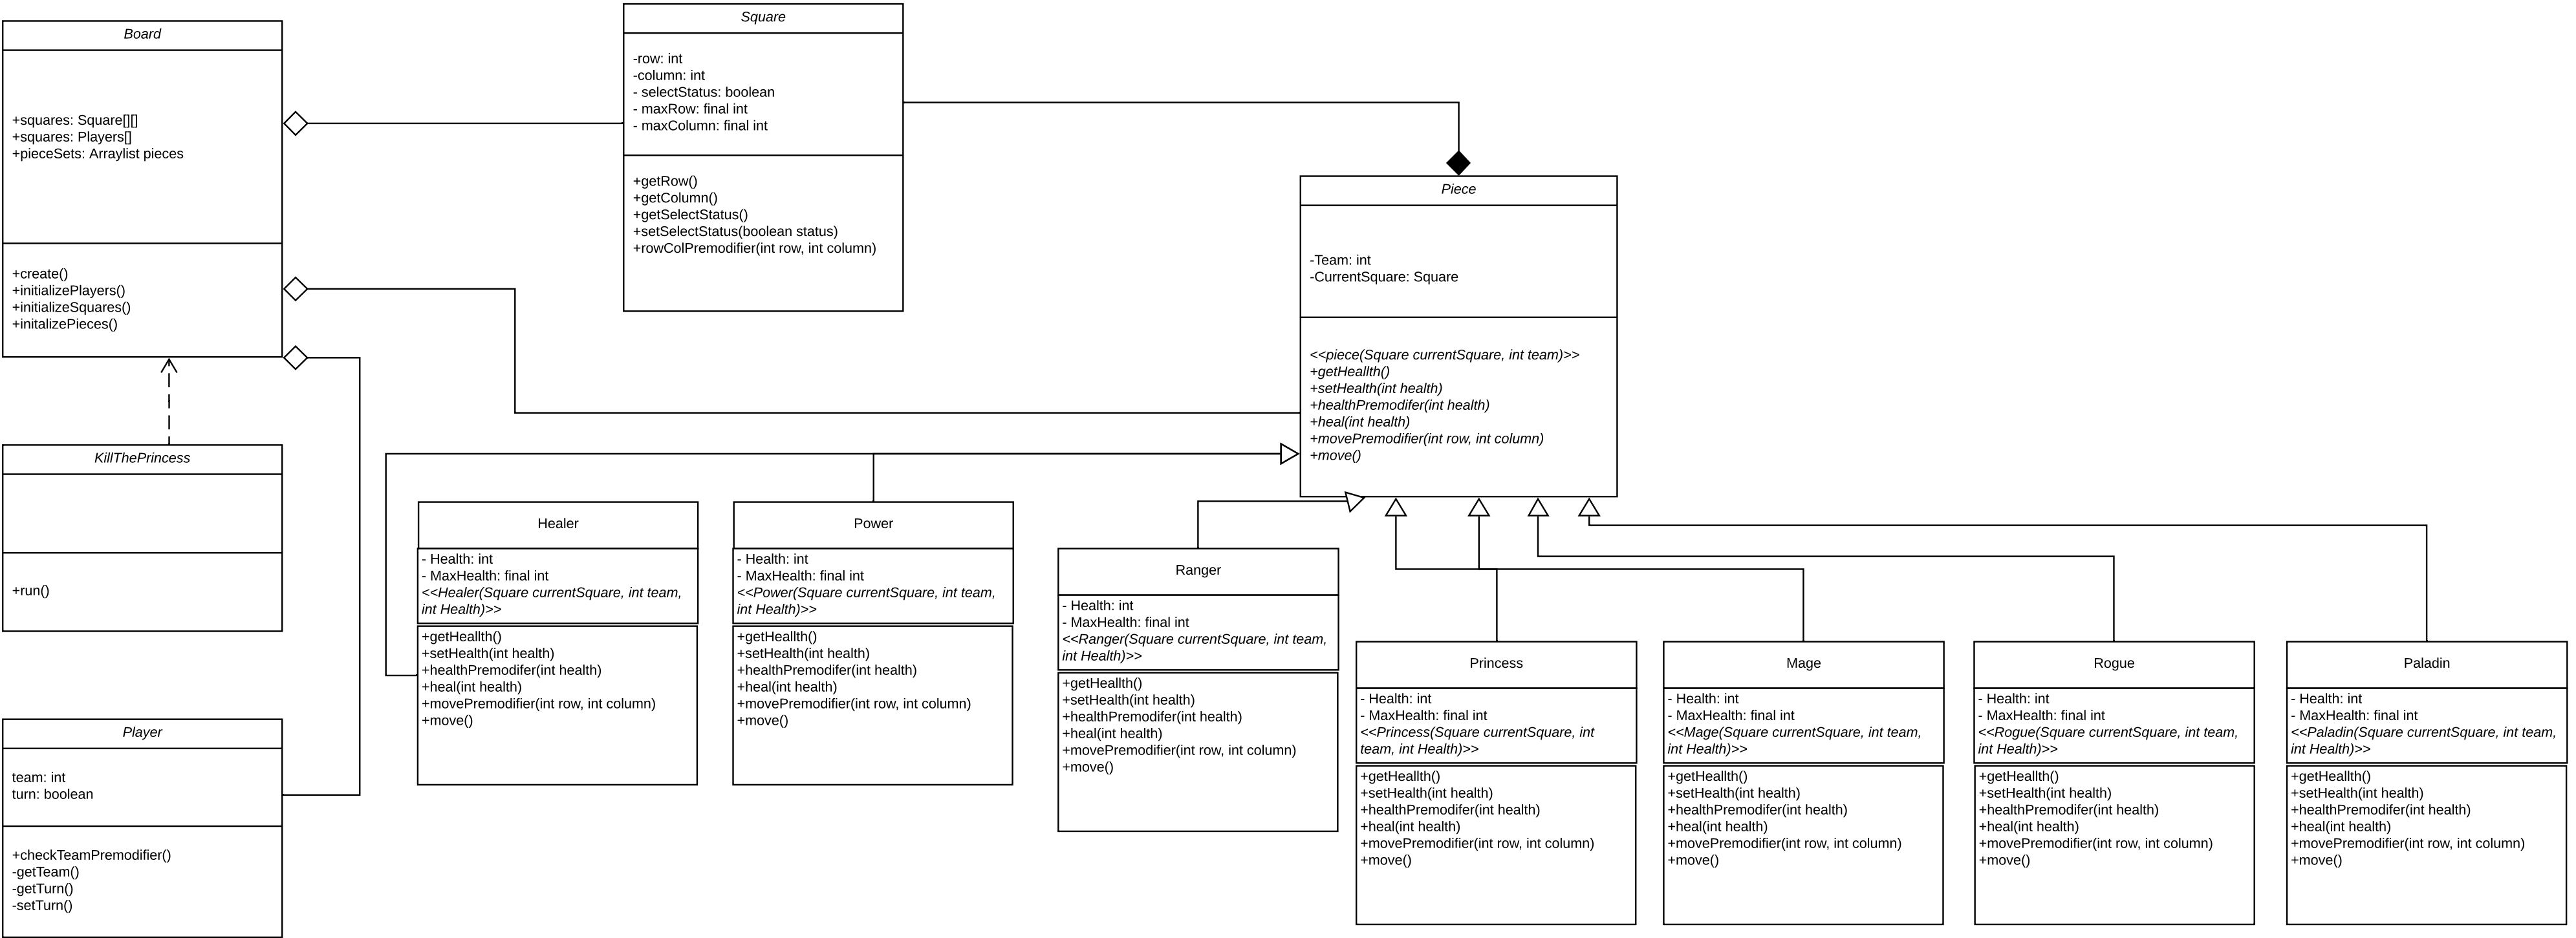 Board
+squares: Square[][]
+squares: Players[]
+pieceSets: Arraylist pieces
+create()
+initializePlayers()
+initializeSquares()
+initalizePieces()
Square
-row: int
-column: int
- selectStatus: boolean
- maxRow: final int
- maxColumn: final int
+getRow()
+getColumn()
+getSelectStatus()
+setSelectStatus(boolean status)
+rowColPremodifier(int row, int column)
Piece
-Team: int
-CurrentSquare: Square
<<piece(Square currentSquare, int team)>>
+getHeallth()
+setHealth(int health)
+healthPremodifer(int health)
+heal(int health)
+movePremodifier(int row, int column)
+move()
KillThePrincess
+run()
Player
team: int
turn: boolean
+checkTeamPremodifier()
-getTeam()
-getTurn()
-setTurn()
Healer
- Health: int
- MaxHealth: final int
<<Healer(Square currentSquare, int team,
int Health)>>
+getHeallth()
+setHealth(int health)
+healthPremodifer(int health)
+heal(int health)
+movePremodifier(int row, int column)
+move()
Power
- Health: int
- MaxHealth: final int
<<Power(Square currentSquare, int team,
int Health)>>
+getHeallth()
+setHealth(int health)
+healthPremodifer(int health)
+heal(int health)
+movePremodifier(int row, int column)
+move()
Ranger
- Health: int
- MaxHealth: final int
<<Ranger(Square currentSquare, int team,
int Health)>>
+getHeallth()
+setHealth(int health)
+healthPremodifer(int health)
+heal(int health)
+movePremodifier(int row, int column)
+move()
Princess
- Health: int
- MaxHealth: final int
<<Princess(Square currentSquare, int
team, int Health)>>
+getHeallth()
+setHealth(int health)
+healthPremodifer(int health)
+heal(int health)
+movePremodifier(int row, int column)
+move()
Mage
- Health: int
- MaxHealth: final int
<<Mage(Square currentSquare, int team,
int Health)>>
+getHeallth()
+setHealth(int health)
+healthPremodifer(int health)
+heal(int health)
+movePremodifier(int row, int column)
+move()
Rogue
- Health: int
- MaxHealth: final int
<<Rogue(Square currentSquare, int team,
int Health)>>
+getHeallth()
+setHealth(int health)
+healthPremodifer(int health)
+heal(int health)
+movePremodifier(int row, int column)
+move()
Paladin
- Health: int
- MaxHealth: final int
<<Paladin(Square currentSquare, int team,
int Health)>>
+getHeallth()
+setHealth(int health)
+healthPremodifer(int health)
+heal(int health)
+movePremodifier(int row, int column)
+move()